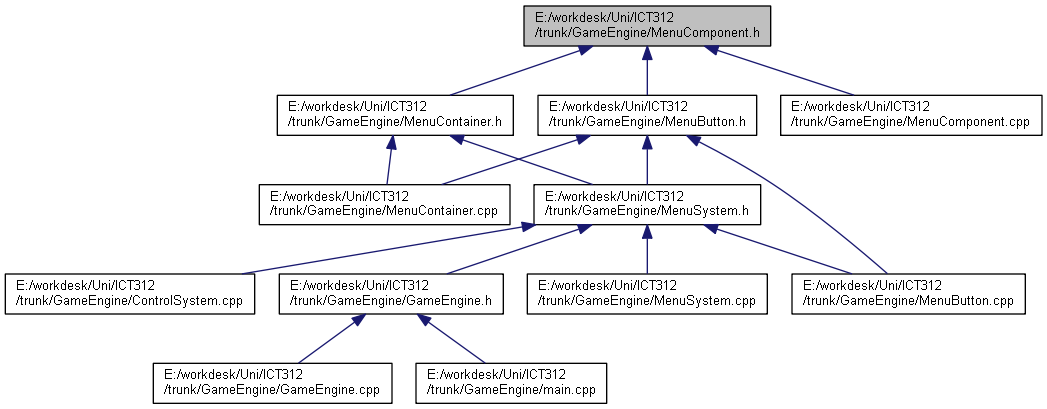 E:/workdesk/Uni/ICT312
/trunk/GameEngine/MenuComponent.h
E:/workdesk/Uni/ICT312
/trunk/GameEngine/MenuContainer.h
E:/workdesk/Uni/ICT312
/trunk/GameEngine/MenuButton.h
E:/workdesk/Uni/ICT312
/trunk/GameEngine/MenuComponent.cpp
E:/workdesk/Uni/ICT312
/trunk/GameEngine/MenuContainer.cpp
E:/workdesk/Uni/ICT312
/trunk/GameEngine/MenuSystem.h
E:/workdesk/Uni/ICT312
/trunk/GameEngine/ControlSystem.cpp
E:/workdesk/Uni/ICT312
/trunk/GameEngine/GameEngine.h
E:/workdesk/Uni/ICT312
/trunk/GameEngine/MenuSystem.cpp
E:/workdesk/Uni/ICT312
/trunk/GameEngine/MenuButton.cpp
E:/workdesk/Uni/ICT312
/trunk/GameEngine/GameEngine.cpp
E:/workdesk/Uni/ICT312
/trunk/GameEngine/main.cpp